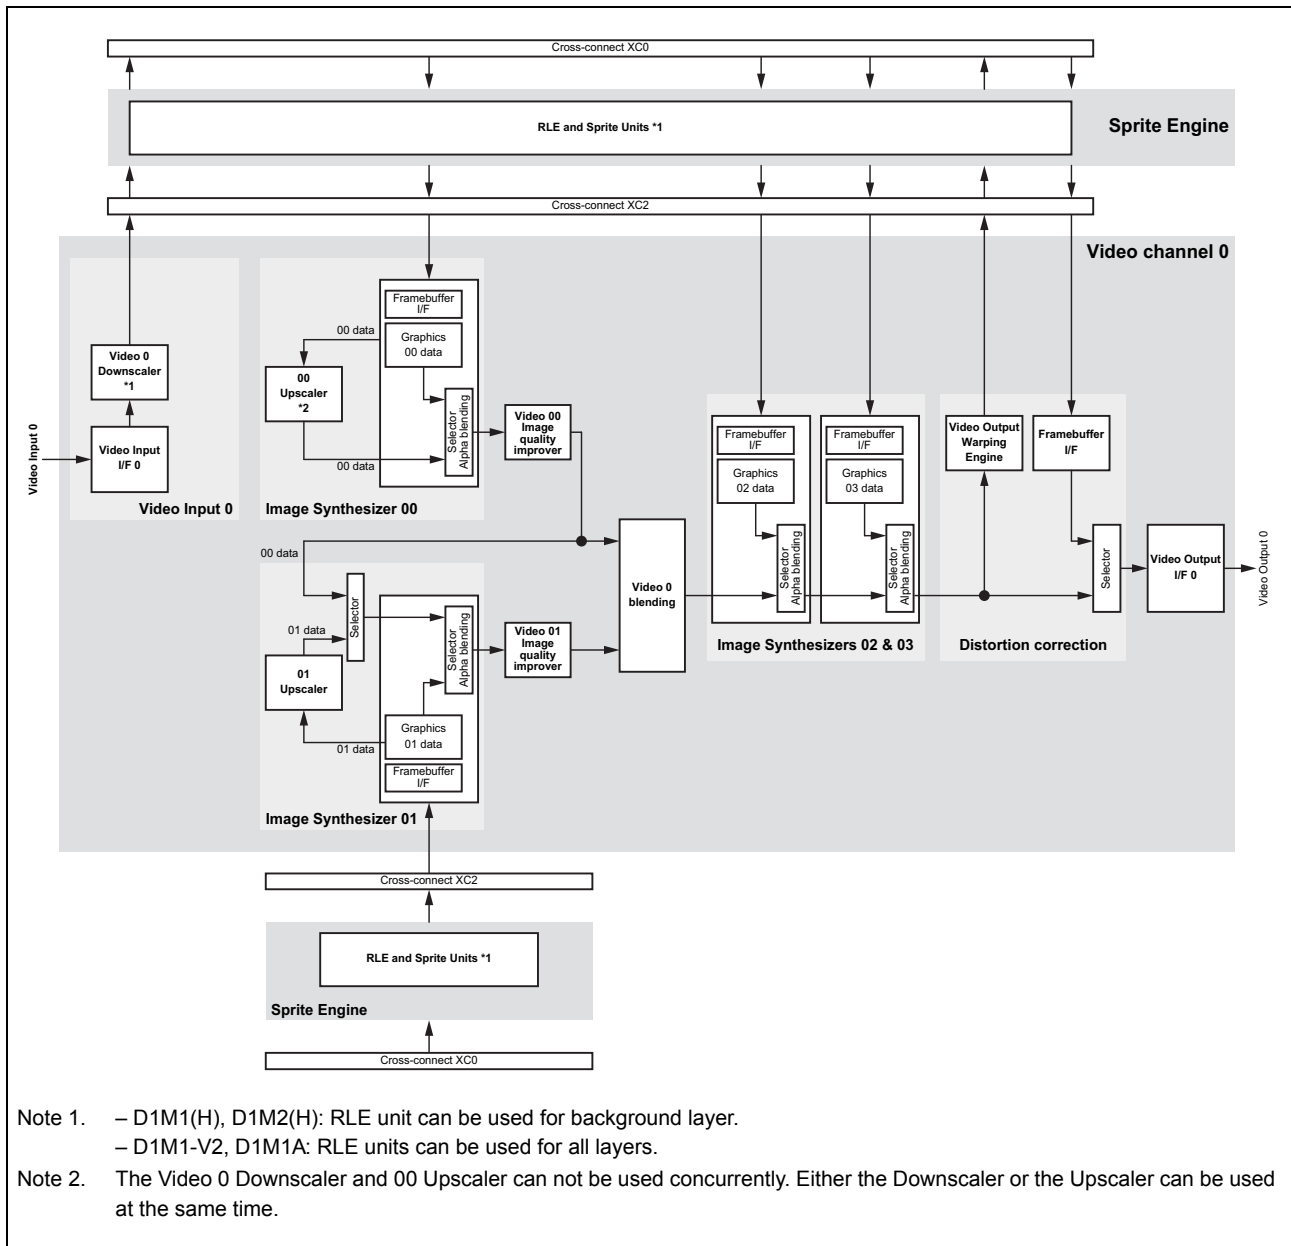 Cross-connect XC0
RLE and Sprite Units *1
Sprite Engine
Cross-connect XC2
Video channel 0
Video Input 0
Video 0
Downscaler
*1
Video Input
I/F 0
Video Input 0
Framebuffer
I/F
00 data
Graphics
00 data
00
Upscaler
*2
Selector
Alpha blending
00 data
Video 00
Image
quality
improver
Image Synthesizer 00
00 data
Selector
01 data
01
Upscaler
01 data
Selector
Alpha blending
Graphics
01 data
Framebuffer
I/F
Video 01
Image
quality
improver
Image Synthesizer 01
Video 0
blending
Framebuffer
I/F
Graphics
02 data
Selector
Alpha blending
Framebuffer
I/F
Graphics
03 data
Selector
Alpha blending
Image Synthesizers 02 & 03
Video Output
Warping
Engine
Framebuffer
I/F
Selector
Distortion correction
Video Output
I/F 0
Video Output 0
Cross-connect XC2
RLE and Sprite Units *1
Sprite Engine
Cross-connect XC0
Note 1. – D1M1(H), D1M2(H): RLE unit can be used for background layer.
– D1M1-V2, D1M1A: RLE units can be used for all layers.
Note 2. The Video 0 Downscaler and 00 Upscaler can not be used concurrently. Either the Downscaler or the Upscaler can be used
at the same time.